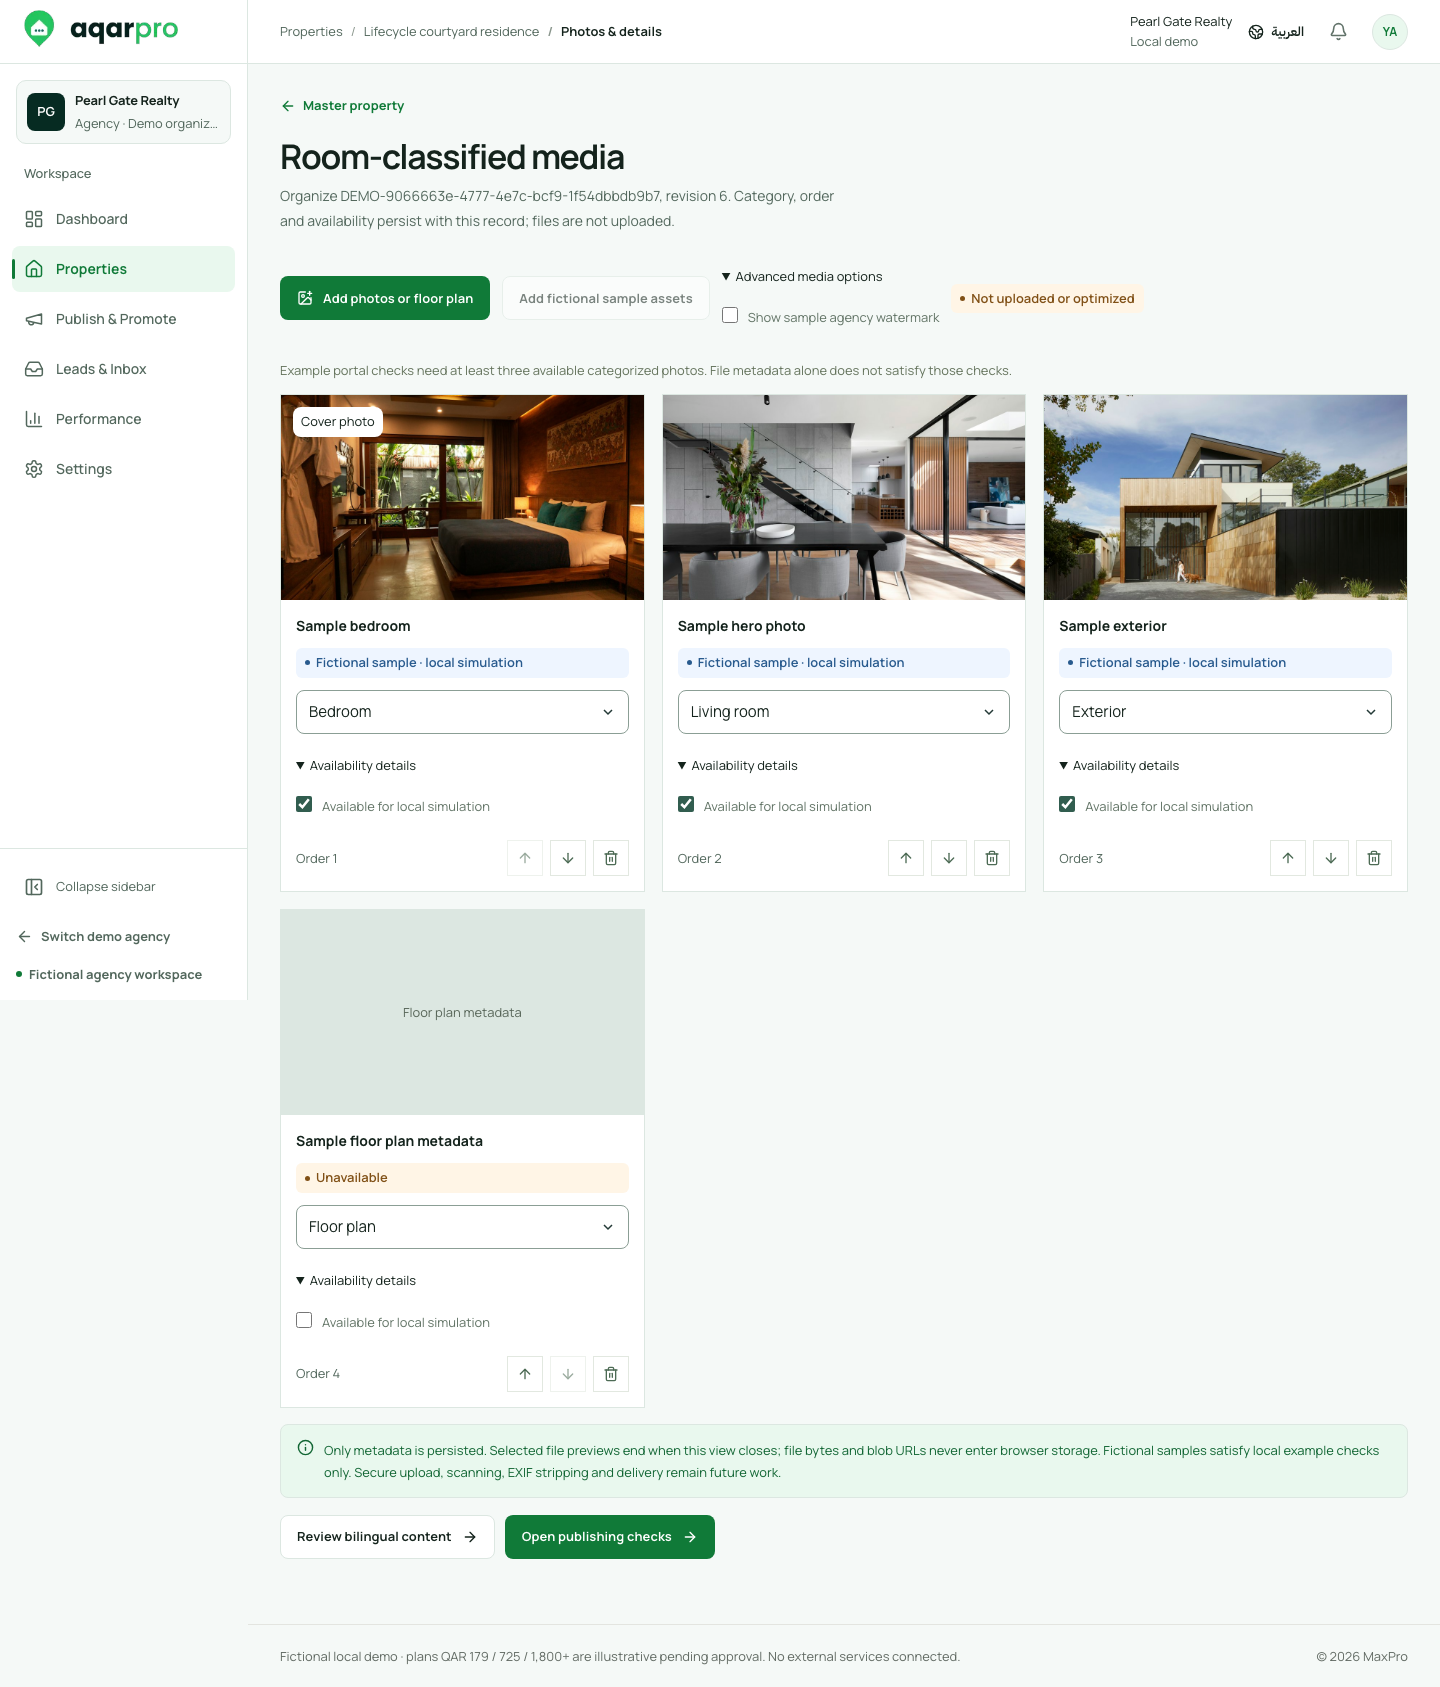 aqarpro
Properties / Lifecycle courtyard residence / Photos & details
Pearl Gate Realty
Local demo
العربية
YA
PG
Pearl Gate Realty
Agency · Demo organiz...
Workspace
Dashboard
Properties
Publish & Promote
Leads & Inbox
Performance
Settings
Collapse sidebar
Switch demo agency
Fictional agency workspace
Master property
Room-classified media
Organize DEMO-9066663e-4777-4e7c-bcf9-1f54dbbdb9b7, revision 6. Category, order
and availability persist with this record; files are not uploaded.
Add photos or floor plan
Add fictional sample assets
Advanced media options
Show sample agency watermark
Not uploaded or optimized
Example portal checks need at least three available categorized photos. File metadata alone does not satisfy those checks.
Cover photo
Sample bedroom
Fictional sample · local simulation
Bedroom
Availability details
Available for local simulation
Order 1
Sample hero photo
Fictional sample · local simulation
Living room
Availability details
Available for local simulation
Order 2
Sample exterior
Fictional sample · local simulation
Exterior
Availability details
Available for local simulation
Order 3
Floor plan metadata
Sample floor plan metadata
Unavailable
Floor plan
Availability details
Available for local simulation
Order 4
Only metadata is persisted. Selected file previews end when this view closes; file bytes and blob URLs never enter browser storage. Fictional samples satisfy local example checks
only. Secure upload, scanning, EXIF stripping and delivery remain future work.
Review bilingual content
Open publishing checks
Fictional local demo · plans QAR 179 / 725 / 1,800+ are illustrative pending approval. No external services connected.
© 2026 MaxPro